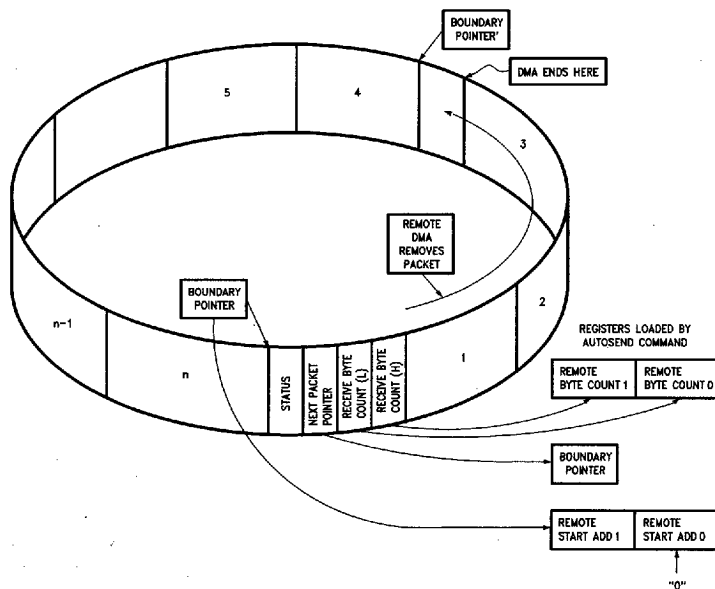 BOUNDARY
POINTER'
DMA ENDS HERE
5
4
3
REMOTE
DMA
REMOVES
PACKET
BOUNDARY
POINTER
2
n-1
n
STATUS
NEXT PACKET
POINTER
RECEIVE BYTE
COUNT (L)
RECEIVE BYTE
COUNT (H)
1
REGISTERS LOADED BY
AUTOSEND COMMAND
REMOTE
BYTE COUNT 1
REMOTE
BYTE COUNT 0
BOUNDARY
POINTER
REMOTE
START ADD 1
REMOTE
START ADD 0
"0"